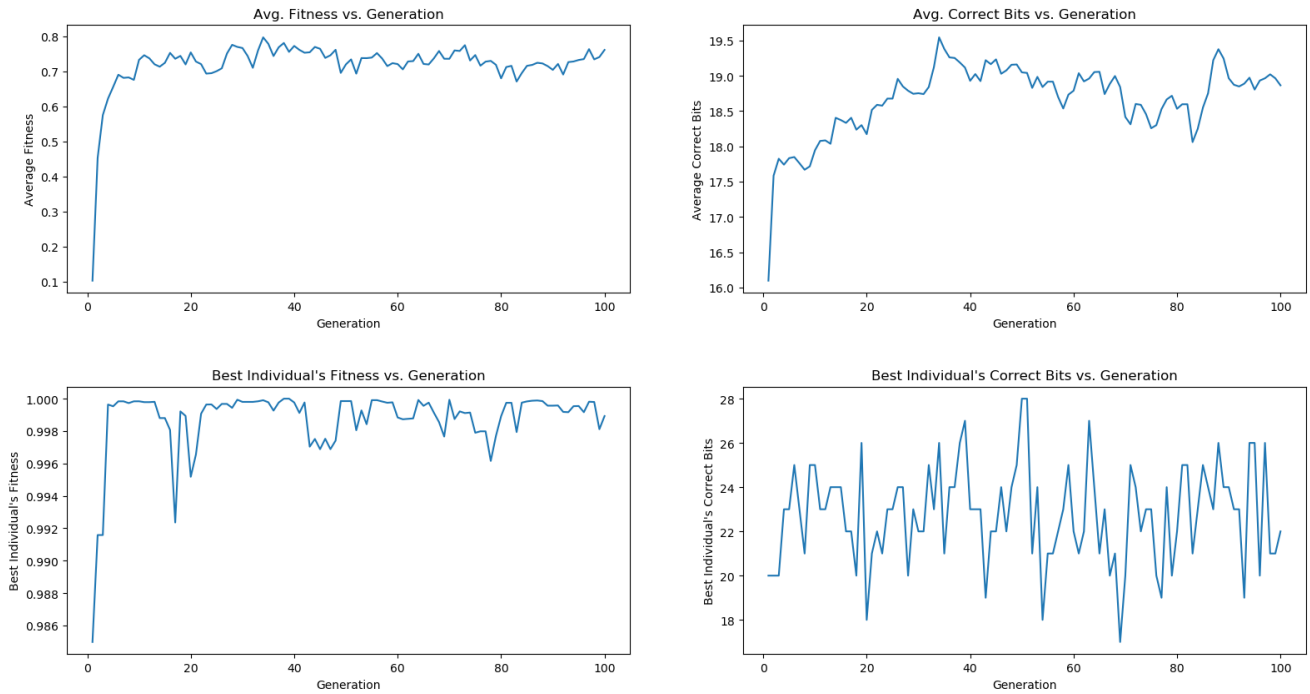 Avg. Fitness vs. Generation
Average Fitness
0.8
0.7
0.6
0.5
0.4
0.3
0.2
0.1
0 20 40 60 80 100
Generation
Avg. Correct Bits vs. Generation
Average Correct Bits
19.5
19.0
18.5
18.0
17.5
17.0
16.5
16.0
0 20 40 60 80 100
Generation
Best Individual's Fitness vs. Generation
Best Individual's Fitness
1.000
0.998
0.996
0.994
0.992
0.990
0.988
0.986
0 20 40 60 80 100
Generation
Best Individual's Correct Bits vs. Generation
Best Individual's Correct Bits
28
26
24
22
20
18
0 20 40 60 80 100
Generation